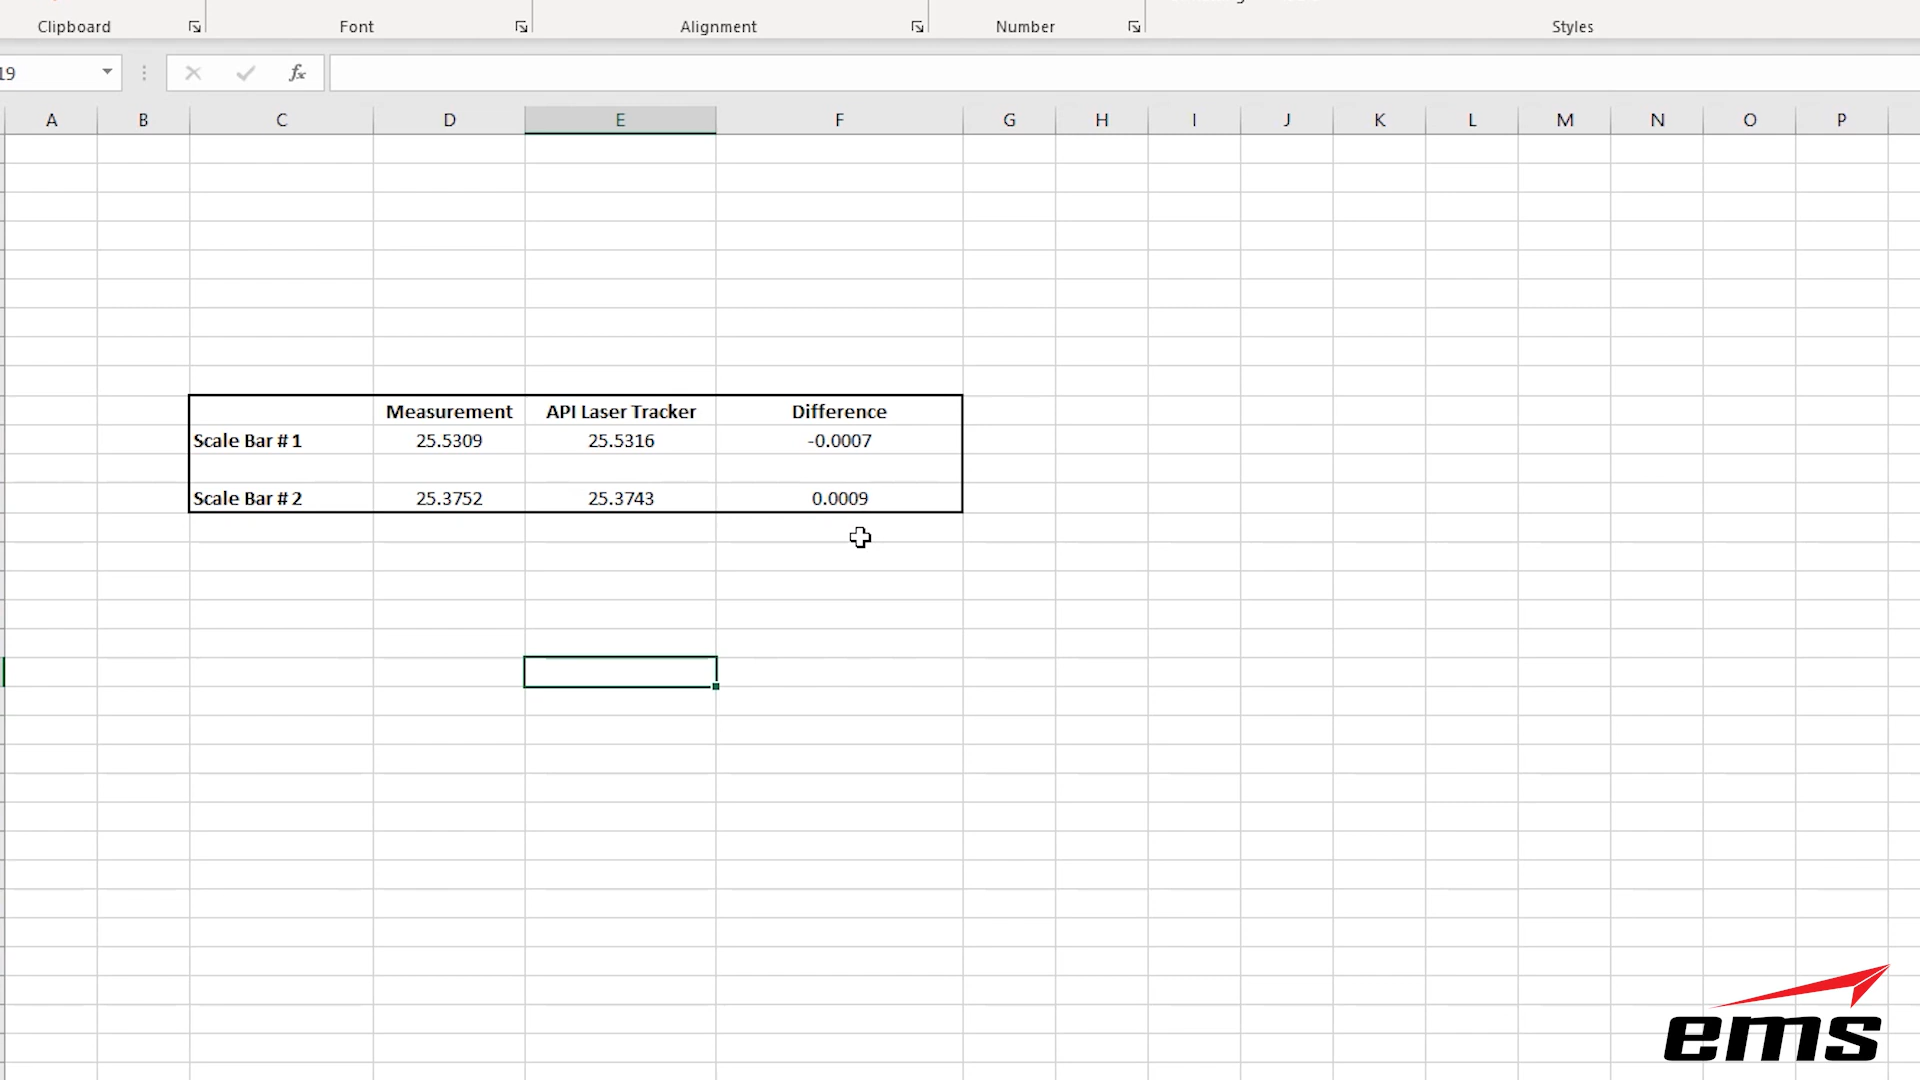 Clipboard Font Alignment Number Styles
19 fx
A B C D E F G H I J K L M N O P
Measurement API Laser Tracker Difference
Scale Bar # 1 25.5309 25.5316 -0.0007
Scale Bar # 2 25.3752 25.3743 0.0009
ems